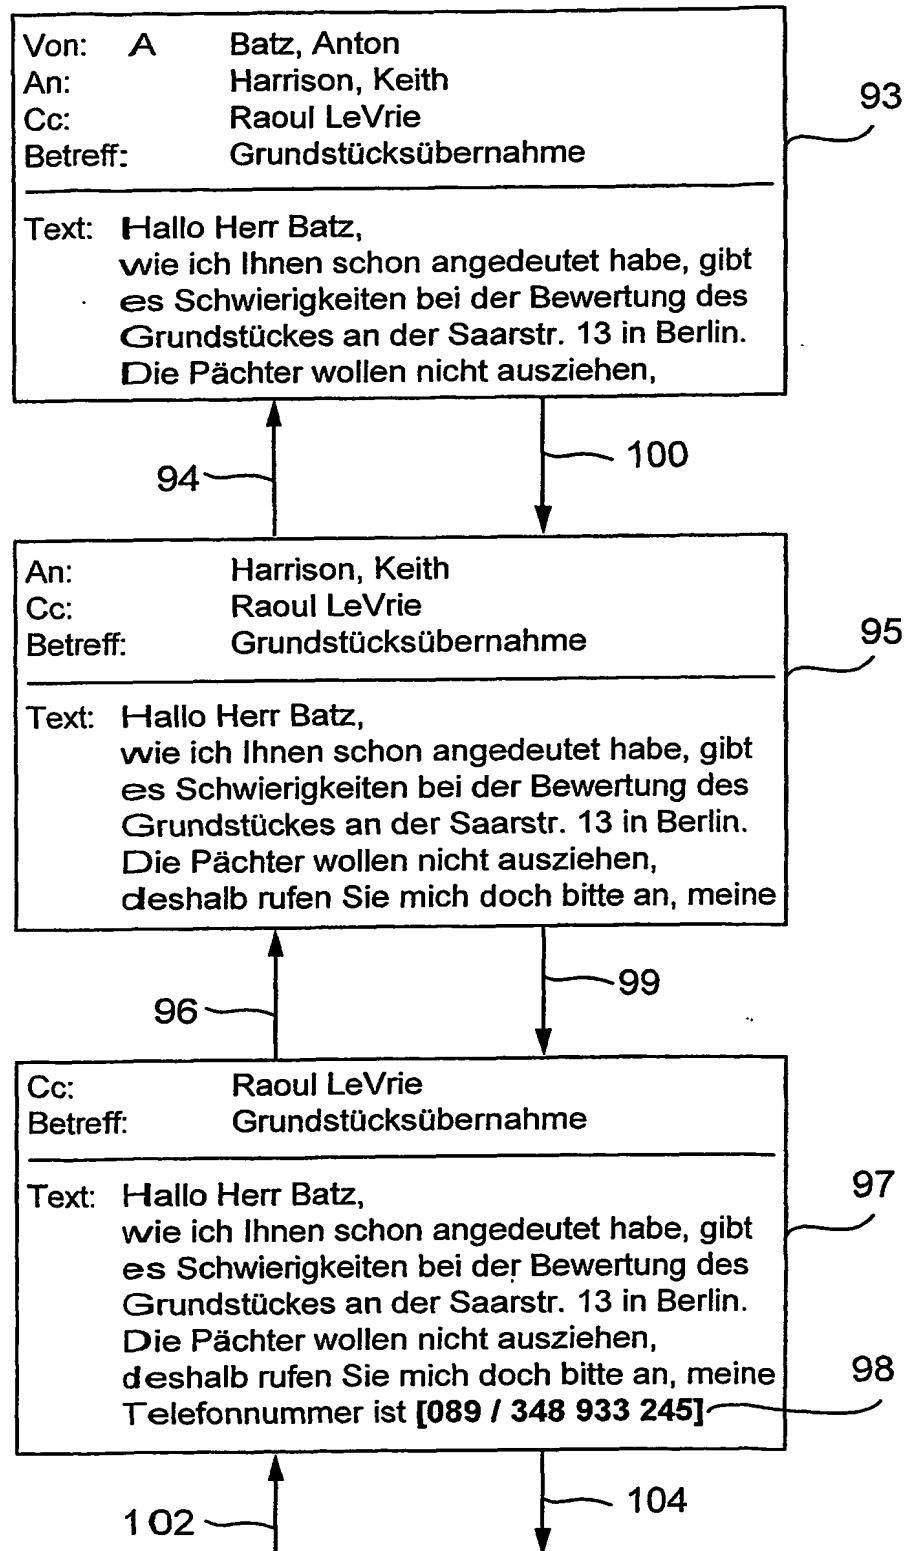 Von: A Batz, Anton
An: Harrison, Keith
Cc: Raoul LeVrie
Betreff: Grundstücksübernahme
93
Text: Hallo Herr Batz,
wie ich Ihnen schon angedeutet habe, gibt
es Schwierigkeiten bei der Bewertung des
Grundstückes an der Saarstr. 13 in Berlin.
Die Pächter wollen nicht ausziehen,
94
100
An: Harrison, Keith
Cc: Raoul LeVrie
Betreff: Grundstücksübernahme
95
Text: Hallo Herr Batz,
wie ich Ihnen schon angedeutet habe, gibt
es Schwierigkeiten bei der Bewertung des
Grundstückes an der Saarstr. 13 in Berlin.
Die Pächter wollen nicht ausziehen,
deshalb rufen Sie mich doch bitte an, meine
96
99
Cc: Raoul LeVrie
Betreff: Grundstücksübernahme
97
Text: Hallo Herr Batz,
wie ich Ihnen schon angedeutet habe, gibt
es Schwierigkeiten bei der Bewertung des
Grundstückes an der Saarstr. 13 in Berlin.
Die Pächter wollen nicht ausziehen,
deshalb rufen Sie mich doch bitte an, meine
Telefonnummer ist [089 / 348 933 245]
98
102
104